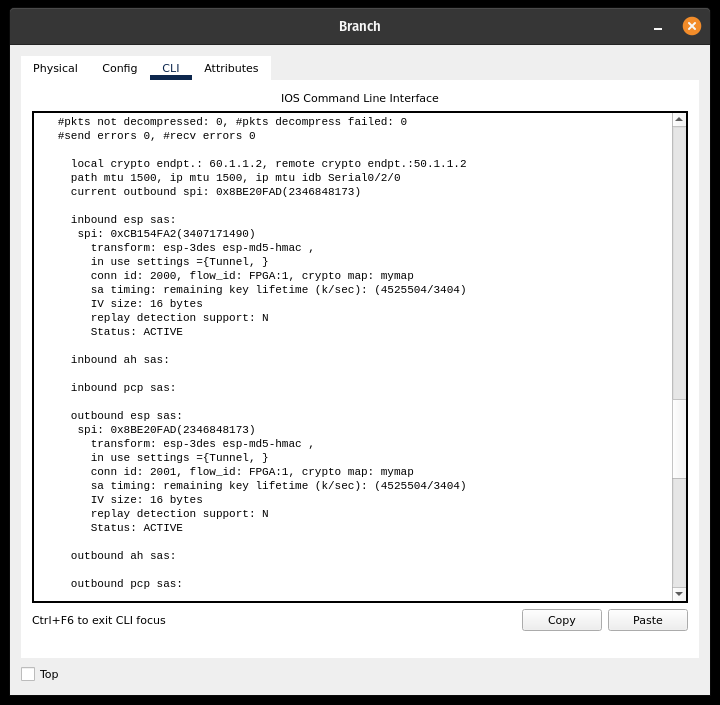 Branch
Physical Config CLI Attributes
IOS Command Line Interface
#pkts not decompressed: 0, #pkts decompress failed: 0
#send errors 0, #recv errors 0
local crypto endpt.: 60.1.1.2, remote crypto endpt.:50.1.1.2
path mtu 1500, ip mtu 1500, ip mtu idb Serial0/2/0
current outbound spi: 0x8BE20FAD(2346848173)
inbound esp sas:
spi: 0xCB154FA2(3407171490)
transform: esp-3des esp-md5-hmac ,
in use settings ={Tunnel, }
conn id: 2000, flow_id: FPGA:1, crypto map: mymap
sa timing: remaining key lifetime (k/sec): (4525504/3404)
IV size: 16 bytes
replay detection support: N
Status: ACTIVE
inbound ah sas:
inbound pcp sas:
outbound esp sas:
spi: 0x8BE20FAD(2346848173)
transform: esp-3des esp-md5-hmac ,
in use settings ={Tunnel, }
conn id: 2001, flow_id: FPGA:1, crypto map: mymap
sa timing: remaining key lifetime (k/sec): (4525504/3404)
IV size: 16 bytes
replay detection support: N
Status: ACTIVE
outbound ah sas:
outbound pcp sas:
Ctrl+F6 to exit CLI focus
Copy Paste
Top